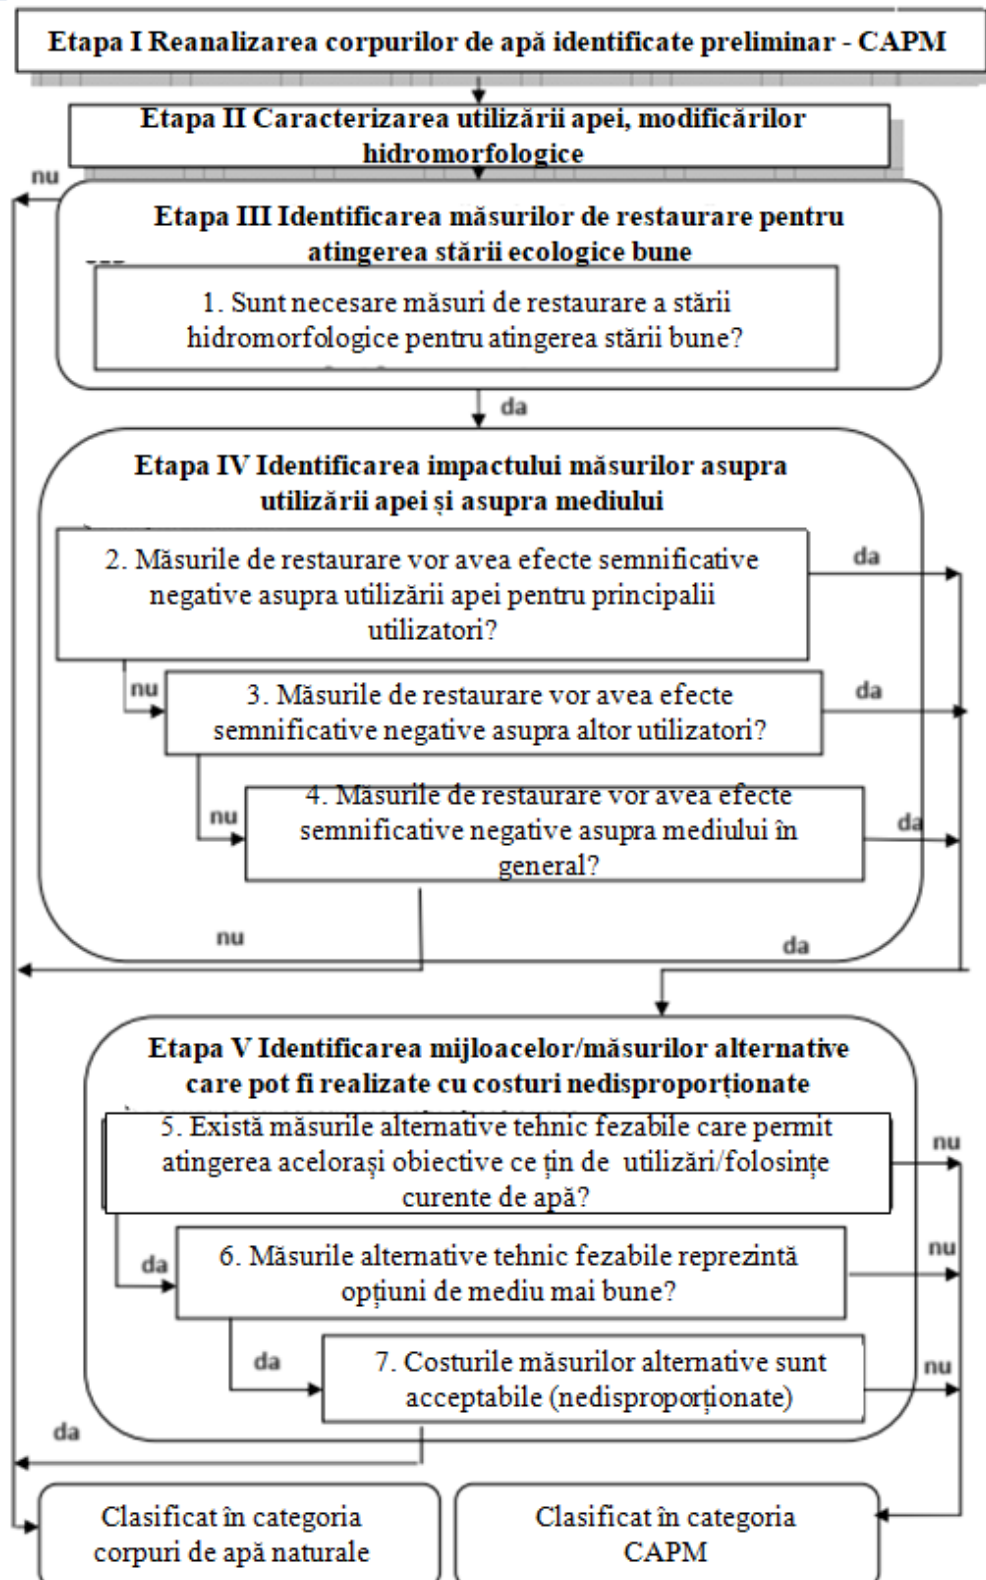 Etapa I Reanalizarea corpurilor de apă identificate preliminar - CAPM
Etapa II Caracterizarea utilizării apei, modificărilor
hidromorfologice
nu
Etapa III Identificarea măsurilor de restaurare pentru
atingerea stării ecologice bune
1. Sunt necesare măsuri de restaurare a stării
hidromorfologice pentru atingerea stării bune?
da
Etapa IV Identificarea impactului măsurilor asupra
utilizării apei și asupra mediului
2. Măsurile de restaurare vor avea efecte semnificative
negative asupra utilizării apei pentru principalii
utilizatori?
da
nu
3. Măsurile de restaurare vor avea efecte
semnificative negative asupra altor utilizatori?
da
nu
4. Măsurile de restaurare vor avea efecte
semnificative negative asupra mediului în
general?
da
nu
da
Etapa V Identificarea mijloacelor/măsurilor alternative
care pot fi realizate cu costuri nedisproporționate
5. Există măsurile alternative tehnic fezabile care permit
atingerea acelorași obiective ce țin de utilizări/folosințe
curente de apă?
nu
da
6. Măsurile alternative tehnic fezabile reprezintă
opțiuni de mediu mai bune?
nu
da
7. Costurile măsurilor alternative sunt
acceptabile (nedisproporționate)
nu
da
Clasificat în categoria
corpuri de apă naturale
Clasificat în categoria
CAPM